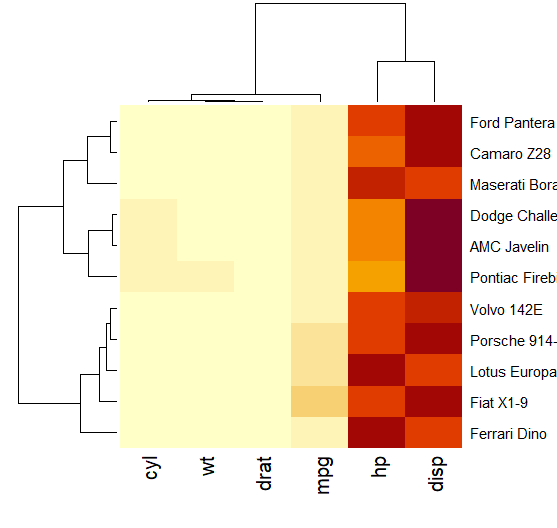 Ford Pantera
Camaro Z28
Maserati Bora
Dodge Challe
AMC Javelin
Pontiac Fireb
Volvo 142E
Porsche 914-
Lotus Europa
Fiat X1-9
Ferrari Dino
cyl wt drat mpg hp disp